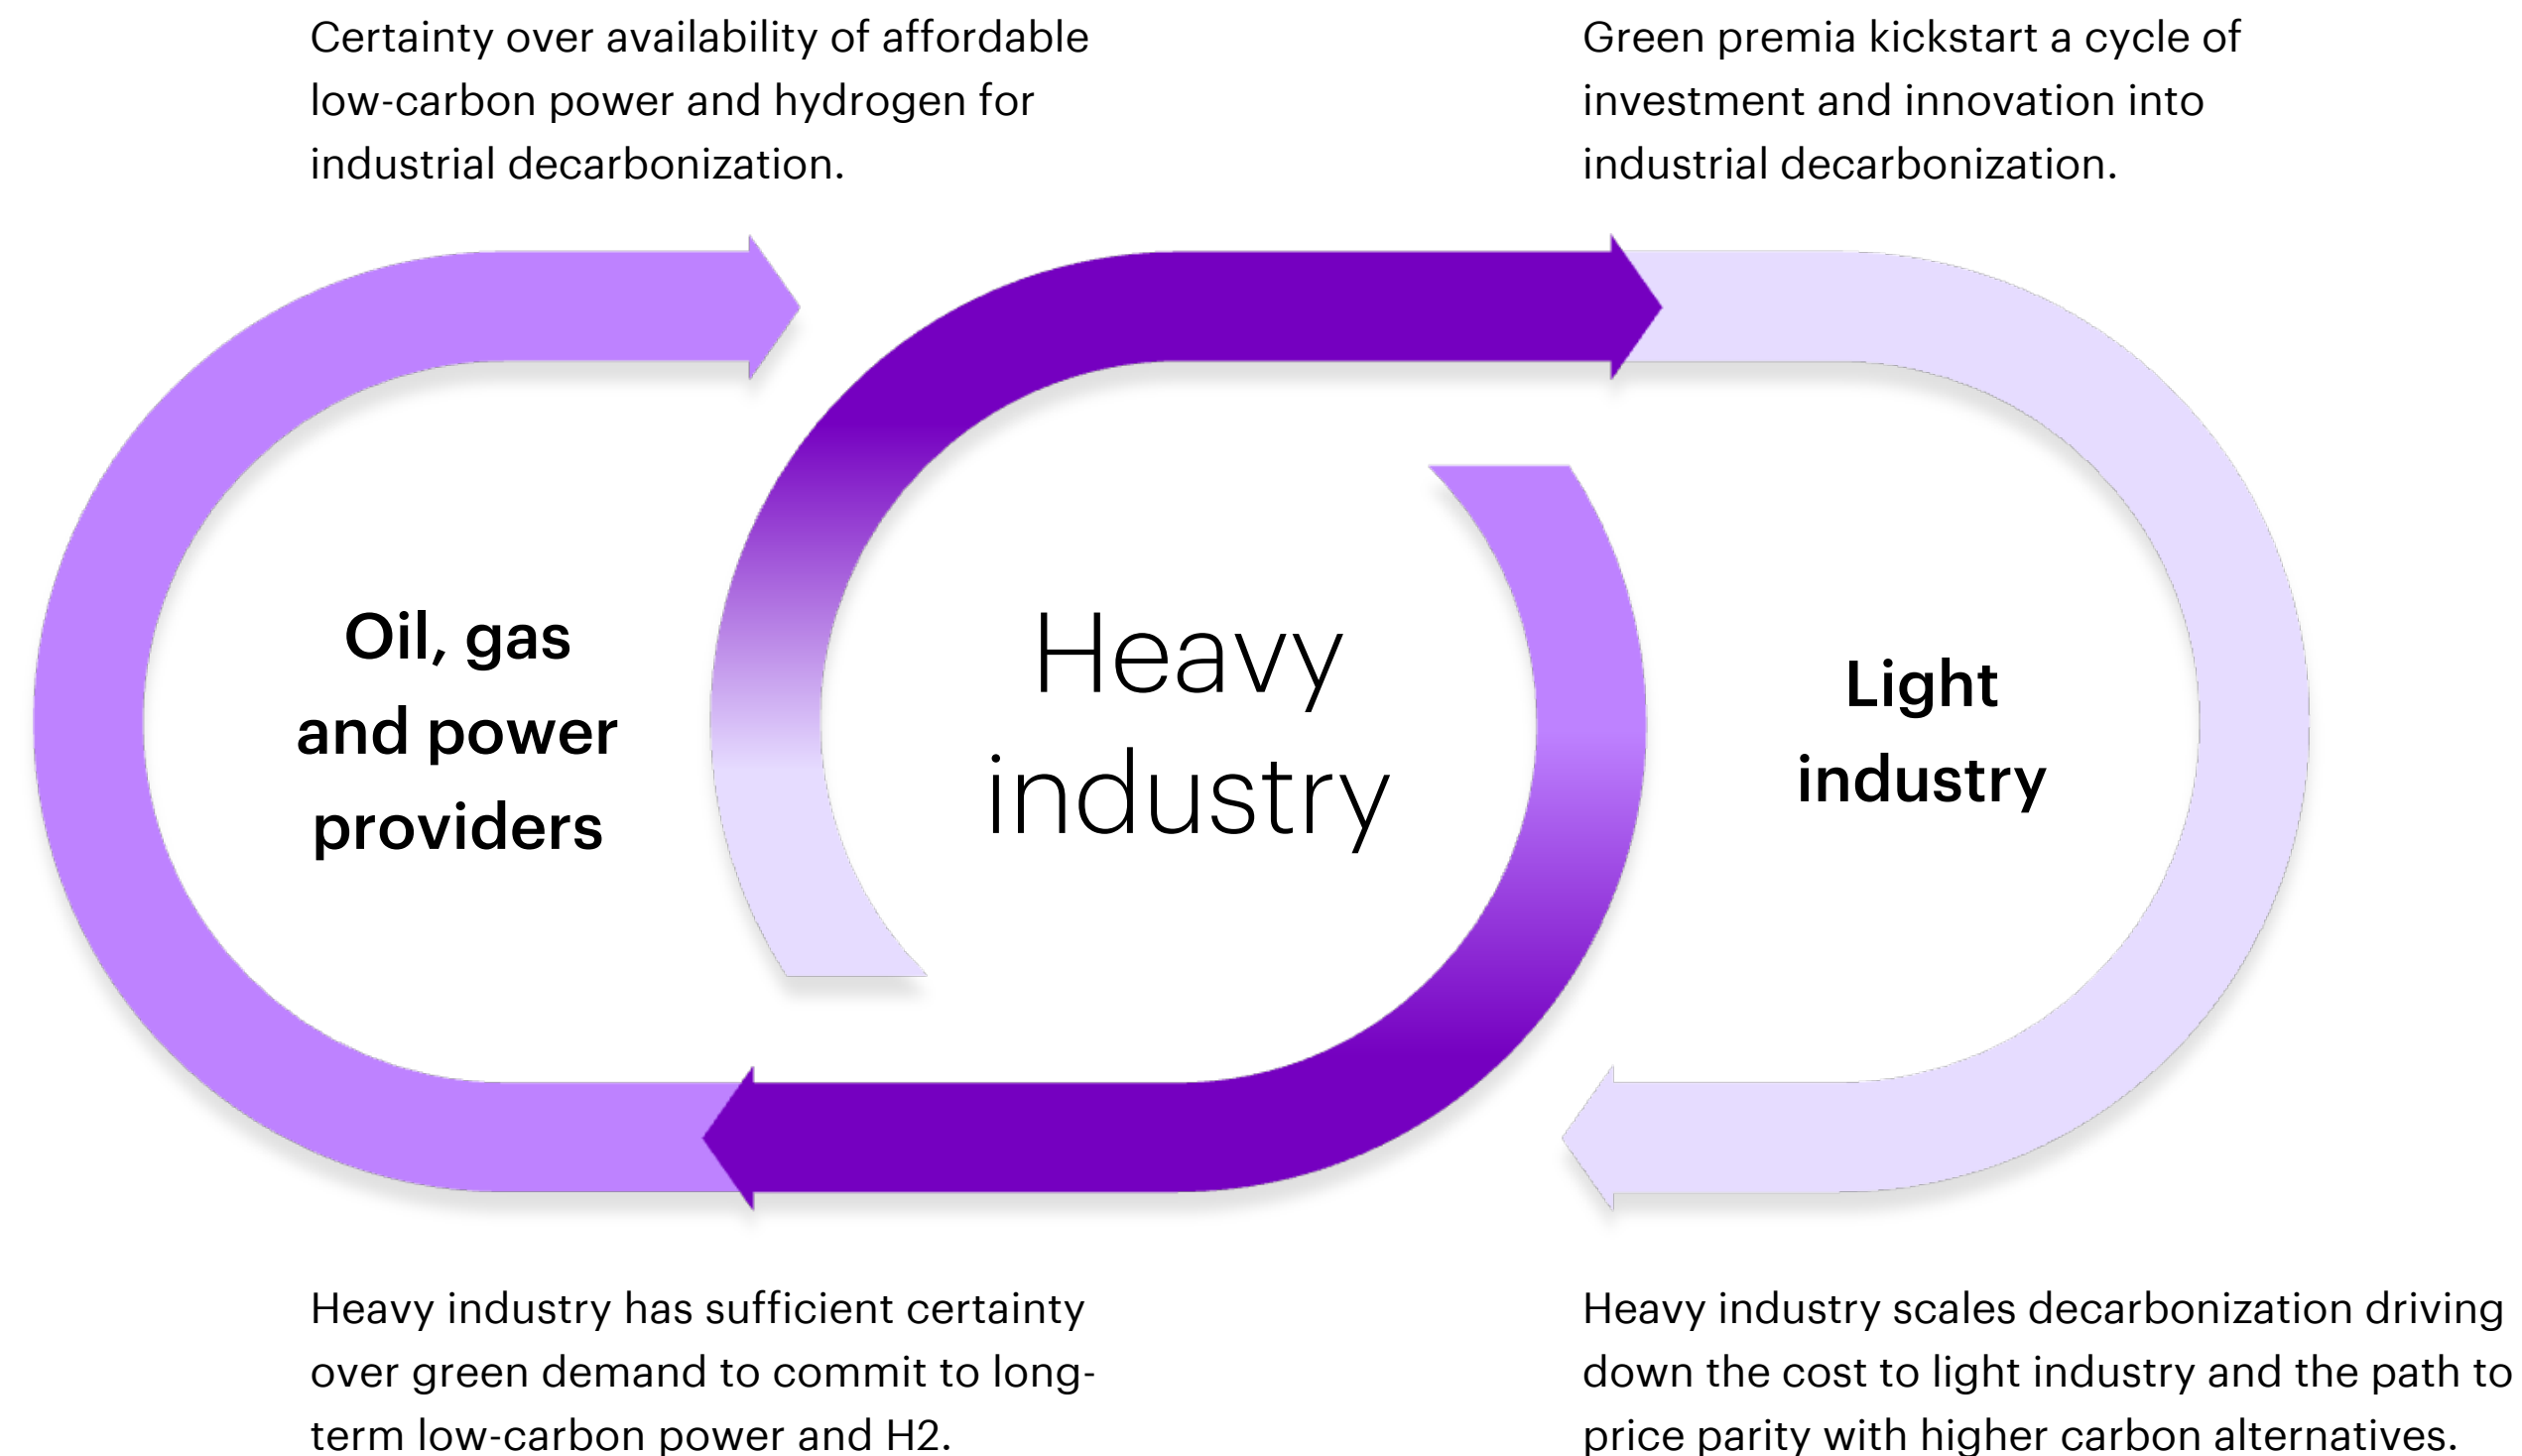 Certainty over availability of affordable
low-carbon power and hydrogen for
industrial decarbonization.
Green premia kickstart a cycle of
investment and innovation into
industrial decarbonization.
Oil, gas
and power
providers
Heavy
industry
Light
industry
Heavy industry has sufficient certainty
over green demand to commit to long-
term low-carbon power and H2.
Heavy industry scales decarbonization driving
down the cost to light industry and the path to
price parity with higher carbon alternatives.